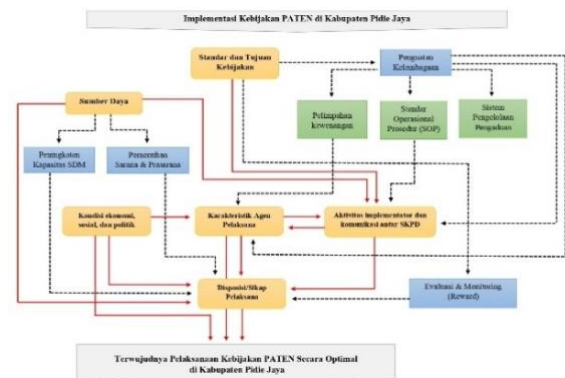 Implementasi Kebijakan PATEN di Kabupaten Pidie Jaya
Standar dan Tujuan
Kebijakan
Penguatan
Kelembagaan
Sumber Daya
Pelimpahan
kewenangan
Standar
Operasional
Prosedur (SOP)
Sistem
Pengelolaan
Pengaduan
Peningkatan
Kapasitas SDM
Pemenuhan
Sarana & Prasarana
Kondisi ekonomi,
sosial, dan politik
Karakteristik Agen
Pelaksana
Aktivitas implementator dan
komunikasi antar SKPD
Disposisi/Sikap
Pelaksana
Evaluasi & Monitoring
(Reward)
Terwujudnya Pelaksanaan Kebijakan PATEN Secara Optimal
di Kabupaten Pidie Jaya